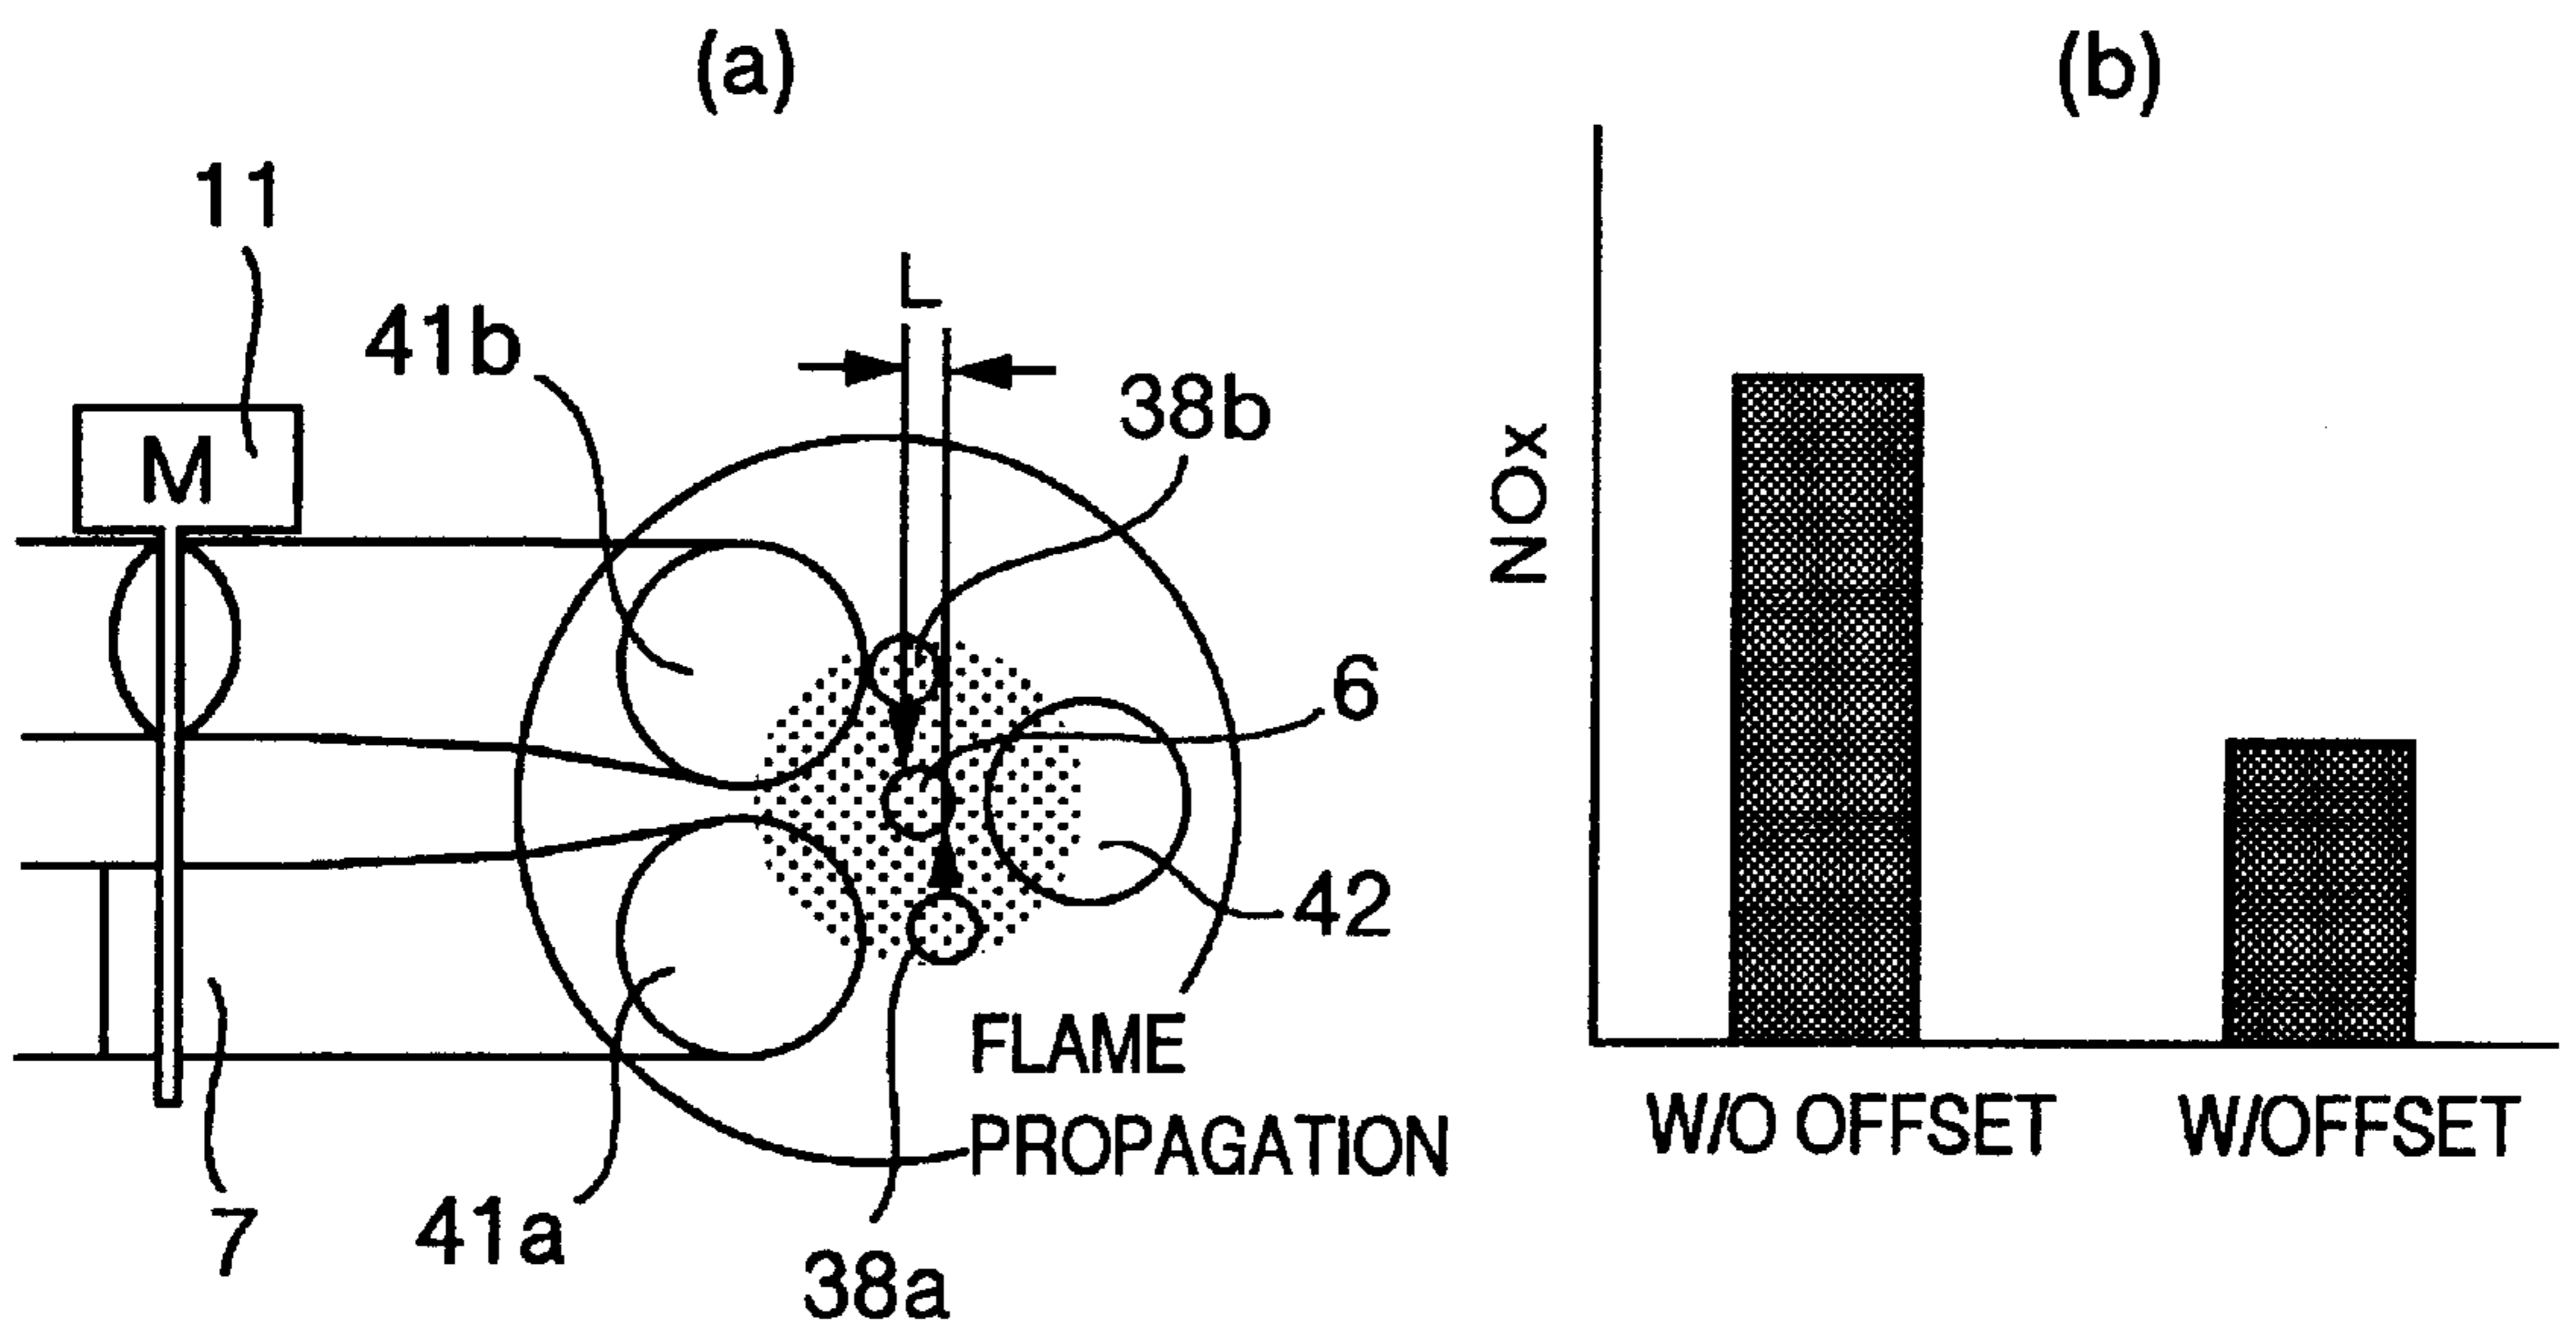 (a)
(b)
11
41b
L
38b
M
6
42
FLAME
PROPAGATION
7
41a
38a
NOx
W/O OFFSET
W/OFFSET